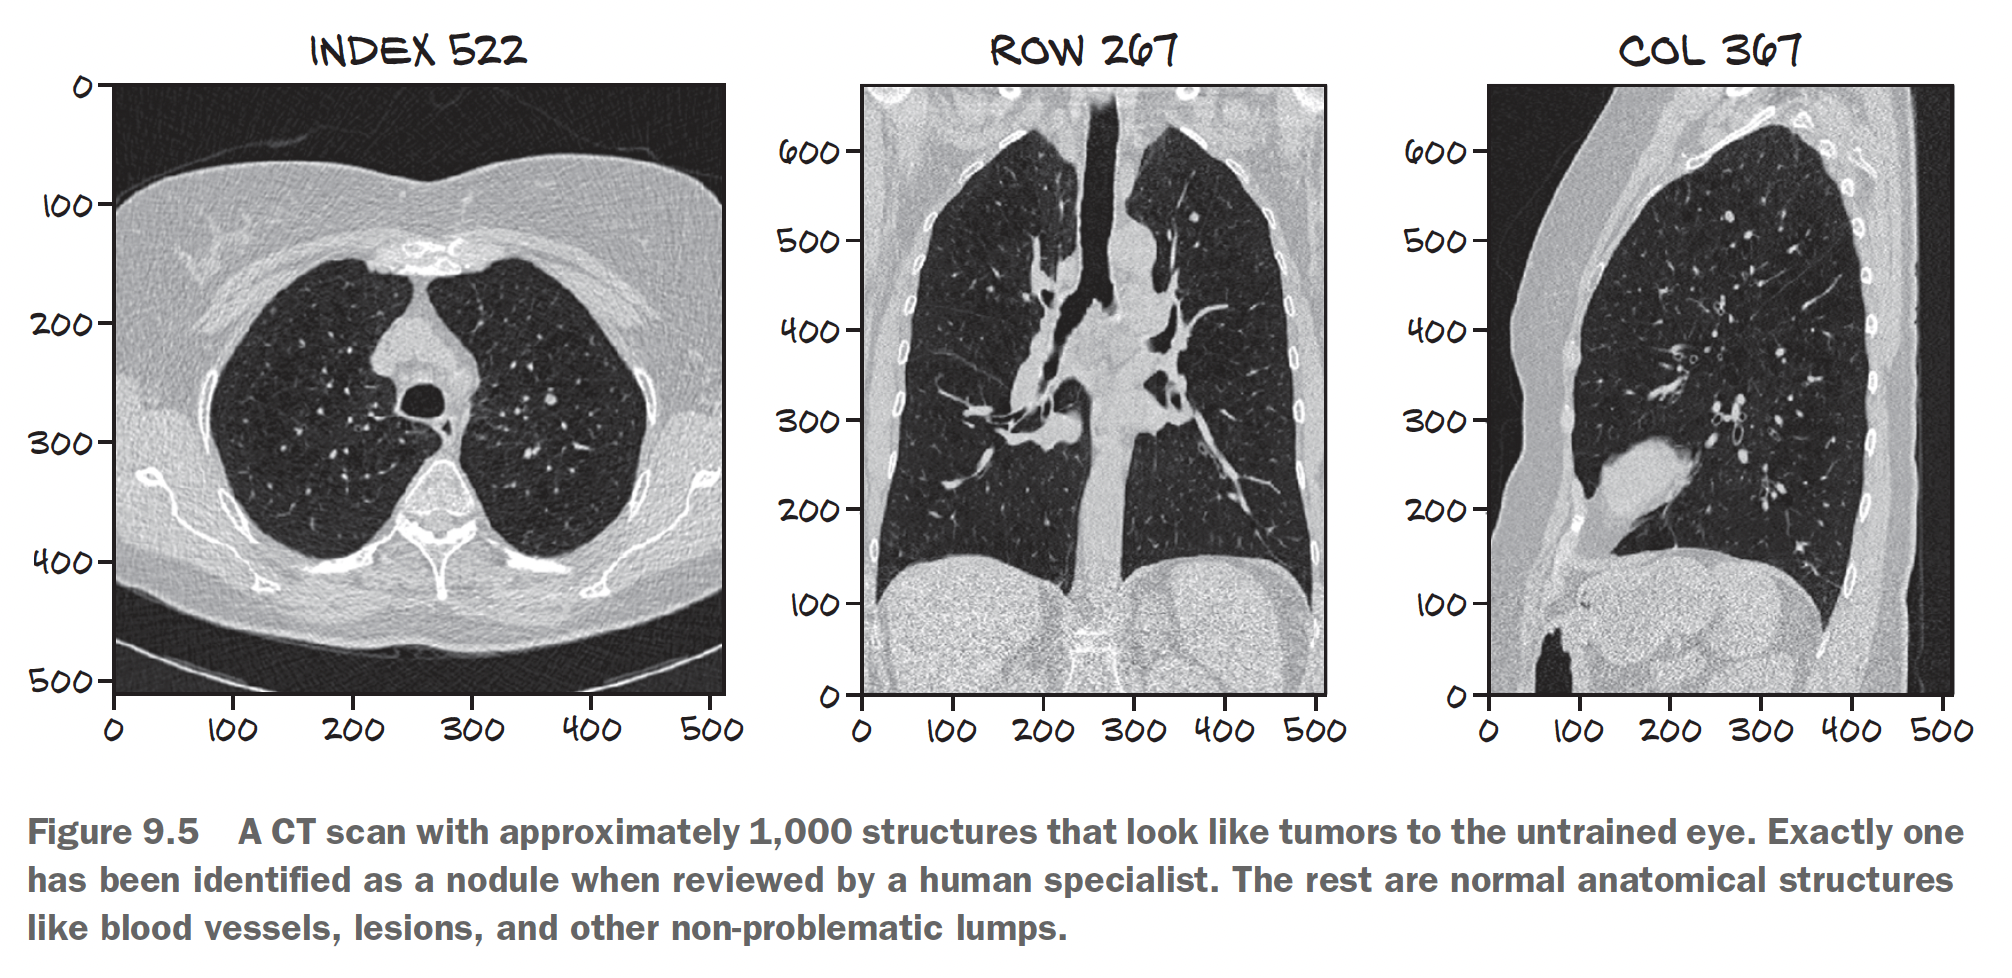 INDEX 522
0
100
200
300
400
500
0 100 200 300 400 500
ROW 267
600
500
400
300
200
100
0
0 100 200 300 400 500
COL 367
600
500
400
300
200
100
0
0 100 200 300 400 500
Figure 9.5 A CT scan with approximately 1,000 structures that look like tumors to the untrained eye. Exactly one
has been identified as a nodule when reviewed by a human specialist. The rest are normal anatomical structures
like blood vessels, lesions, and other non-problematic lumps.